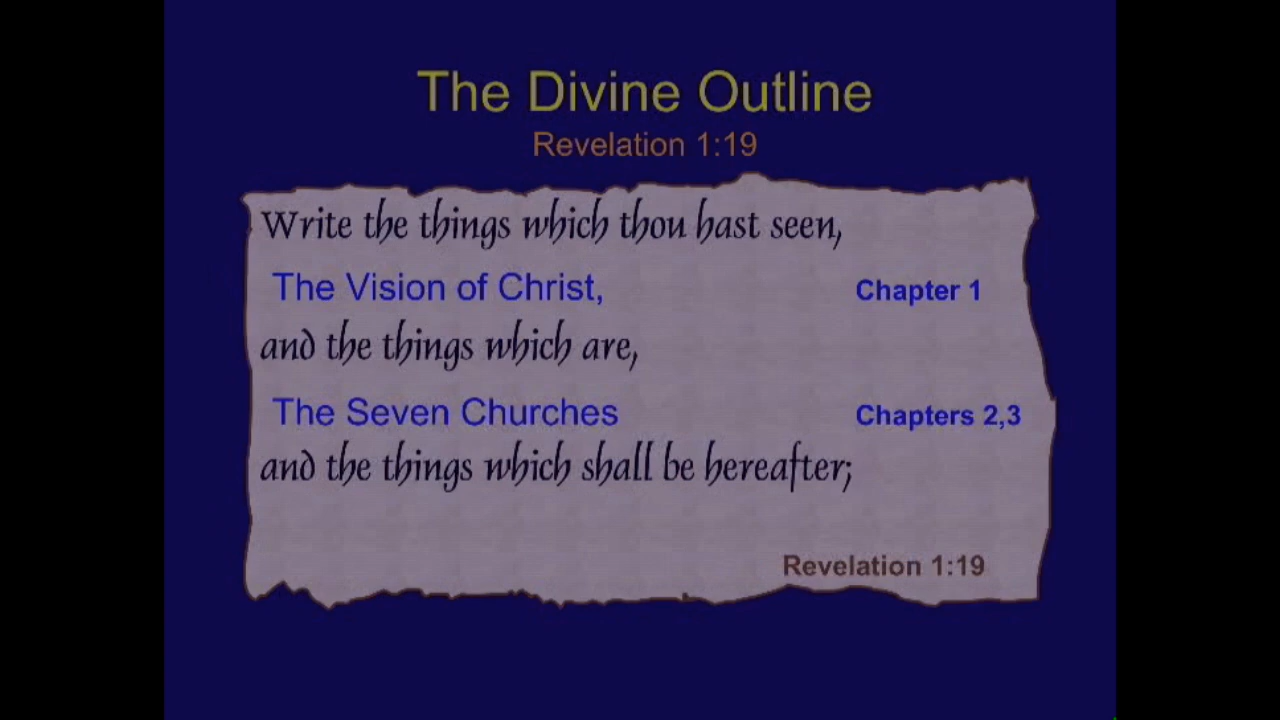 The Divine Outline
Revelation 1:19
Write the things which thou hast seen,
The Vision of Christ, Chapter 1
and the things which are,
The Seven Churches Chapters 2,3
and the things which shall be hereafter;
Revelation 1:19